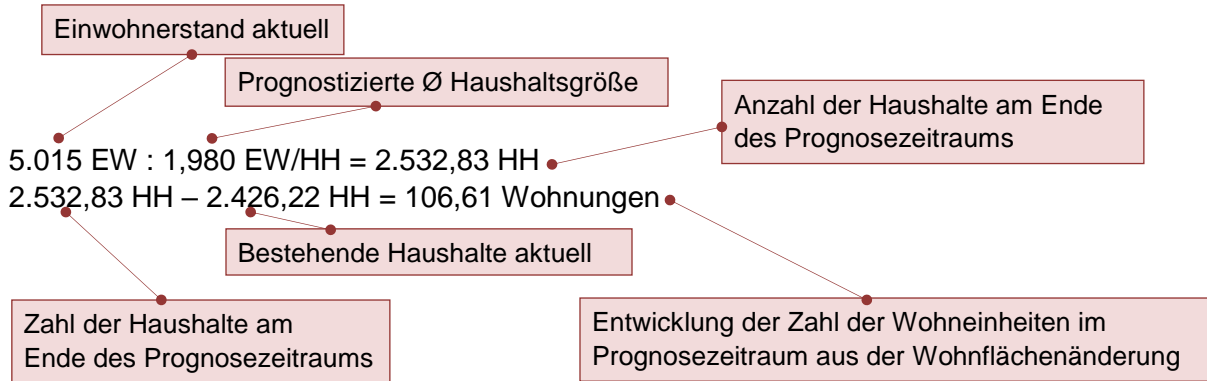 Einwohnerstand aktuell
Prognostizierte Ø Haushaltsgröße
Anzahl der Haushalte am Ende
des Prognosezeitraums
5.015 EW : 1,980 EW/HH = 2.532,83 HH
2.532,83 HH – 2.426,22 HH = 106,61 Wohnungen
Bestehende Haushalte aktuell
Zahl der Haushalte am
Ende des Prognosezeitraums
Entwicklung der Zahl der Wohneinheiten im
Prognosezeitraum aus der Wohnflächenänderung